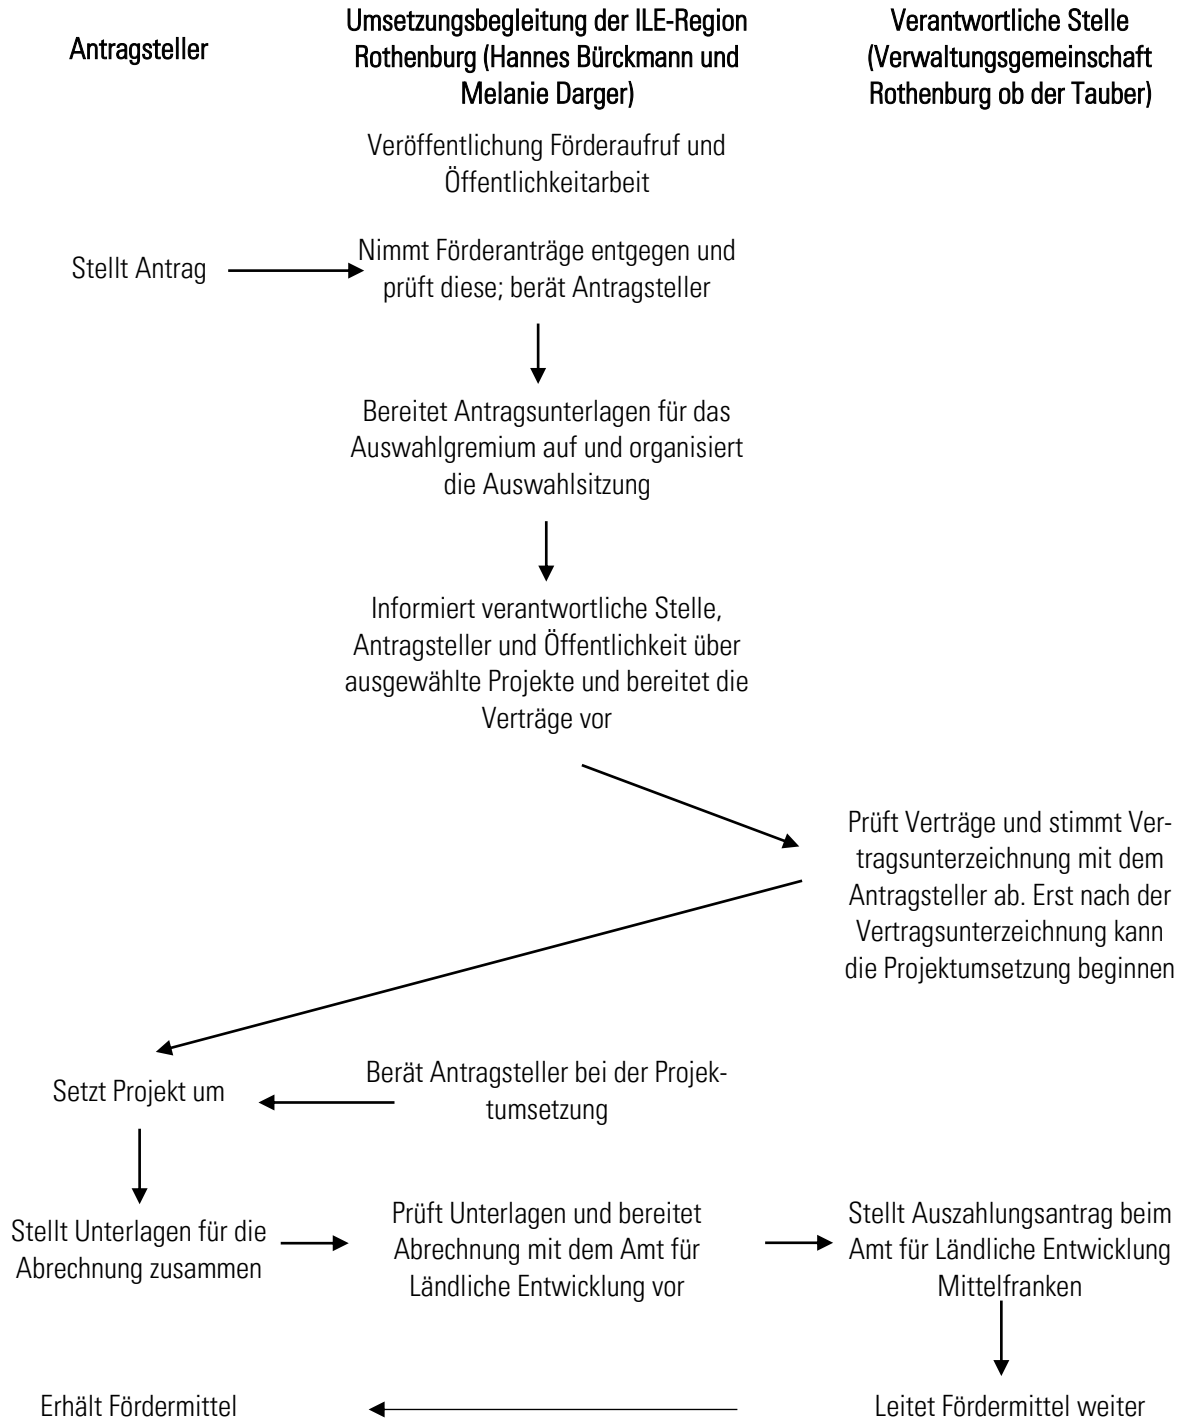 Antragsteller
Umsetzungsbegleitung der ILE-Region
Rothenburg (Hannes Bürckmann und
Melanie Darger)
Verantwortliche Stelle
(Verwaltungsgemeinschaft
Rothenburg ob der Tauber)
Veröffentlichung Förderaufruf und
Öffentlichkeitarbeit
Stellt Antrag
Nimmt Förderanträge entgegen und
prüft diese; berät Antragsteller
Bereitet Antragsunterlagen für das
Auswahlgremium auf und organisiert
die Auswahlsitzung
Informiert verantwortliche Stelle,
Antragsteller und Öffentlichkeit über
ausgewählte Projekte und bereitet die
Verträge vor
Prüft Verträge und stimmt Ver-
tragsunterzeichnung mit dem
Antragsteller ab. Erst nach der
Vertragsunterzeichnung kann
die Projektumsetzung beginnen
Setzt Projekt um
Berät Antragsteller bei der Projek-
tumsetzung
Stellt Unterlagen für die
Abrechnung zusammen
Prüft Unterlagen und bereitet
Abrechnung mit dem Amt für
Ländliche Entwicklung vor
Stellt Auszahlungsantrag beim
Amt für Ländliche Entwicklung
Mittelfranken
Erhält Fördermittel
Leitet Fördermittel weiter